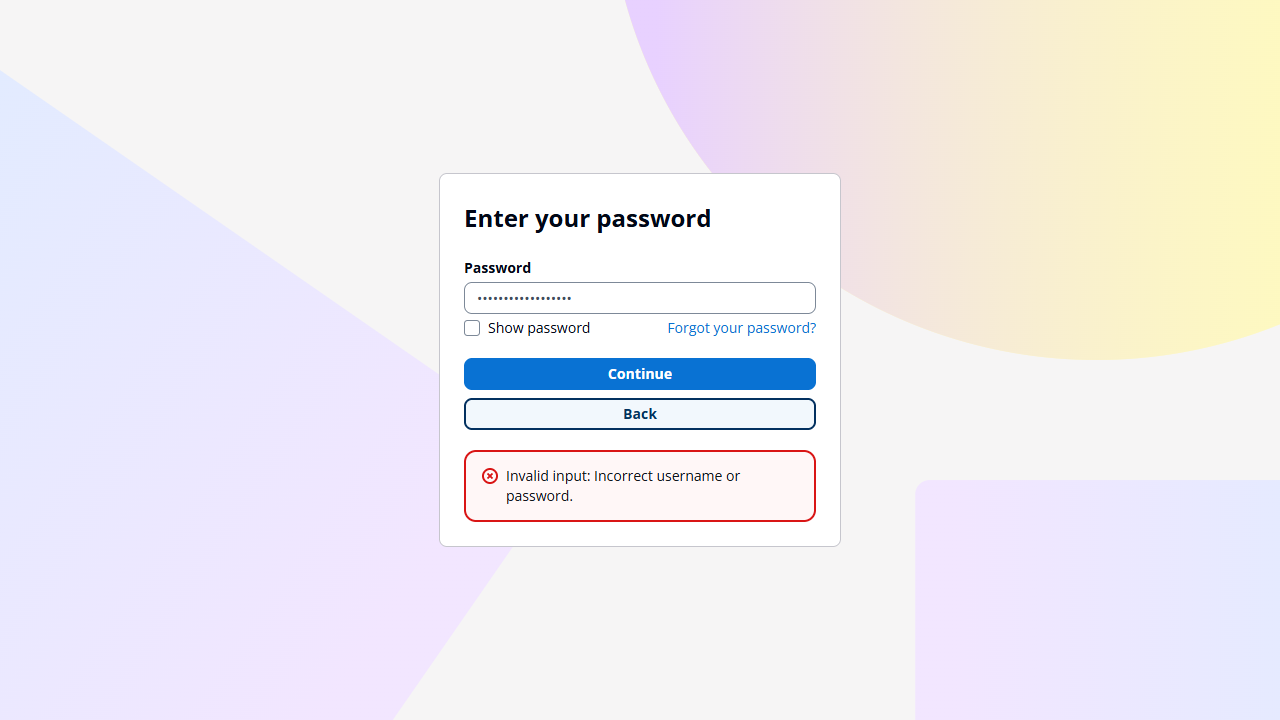 Enter your password
Password
••••••••••••••••••
Show password
Forgot your password?
Continue
Back
Invalid input: Incorrect username or
password.